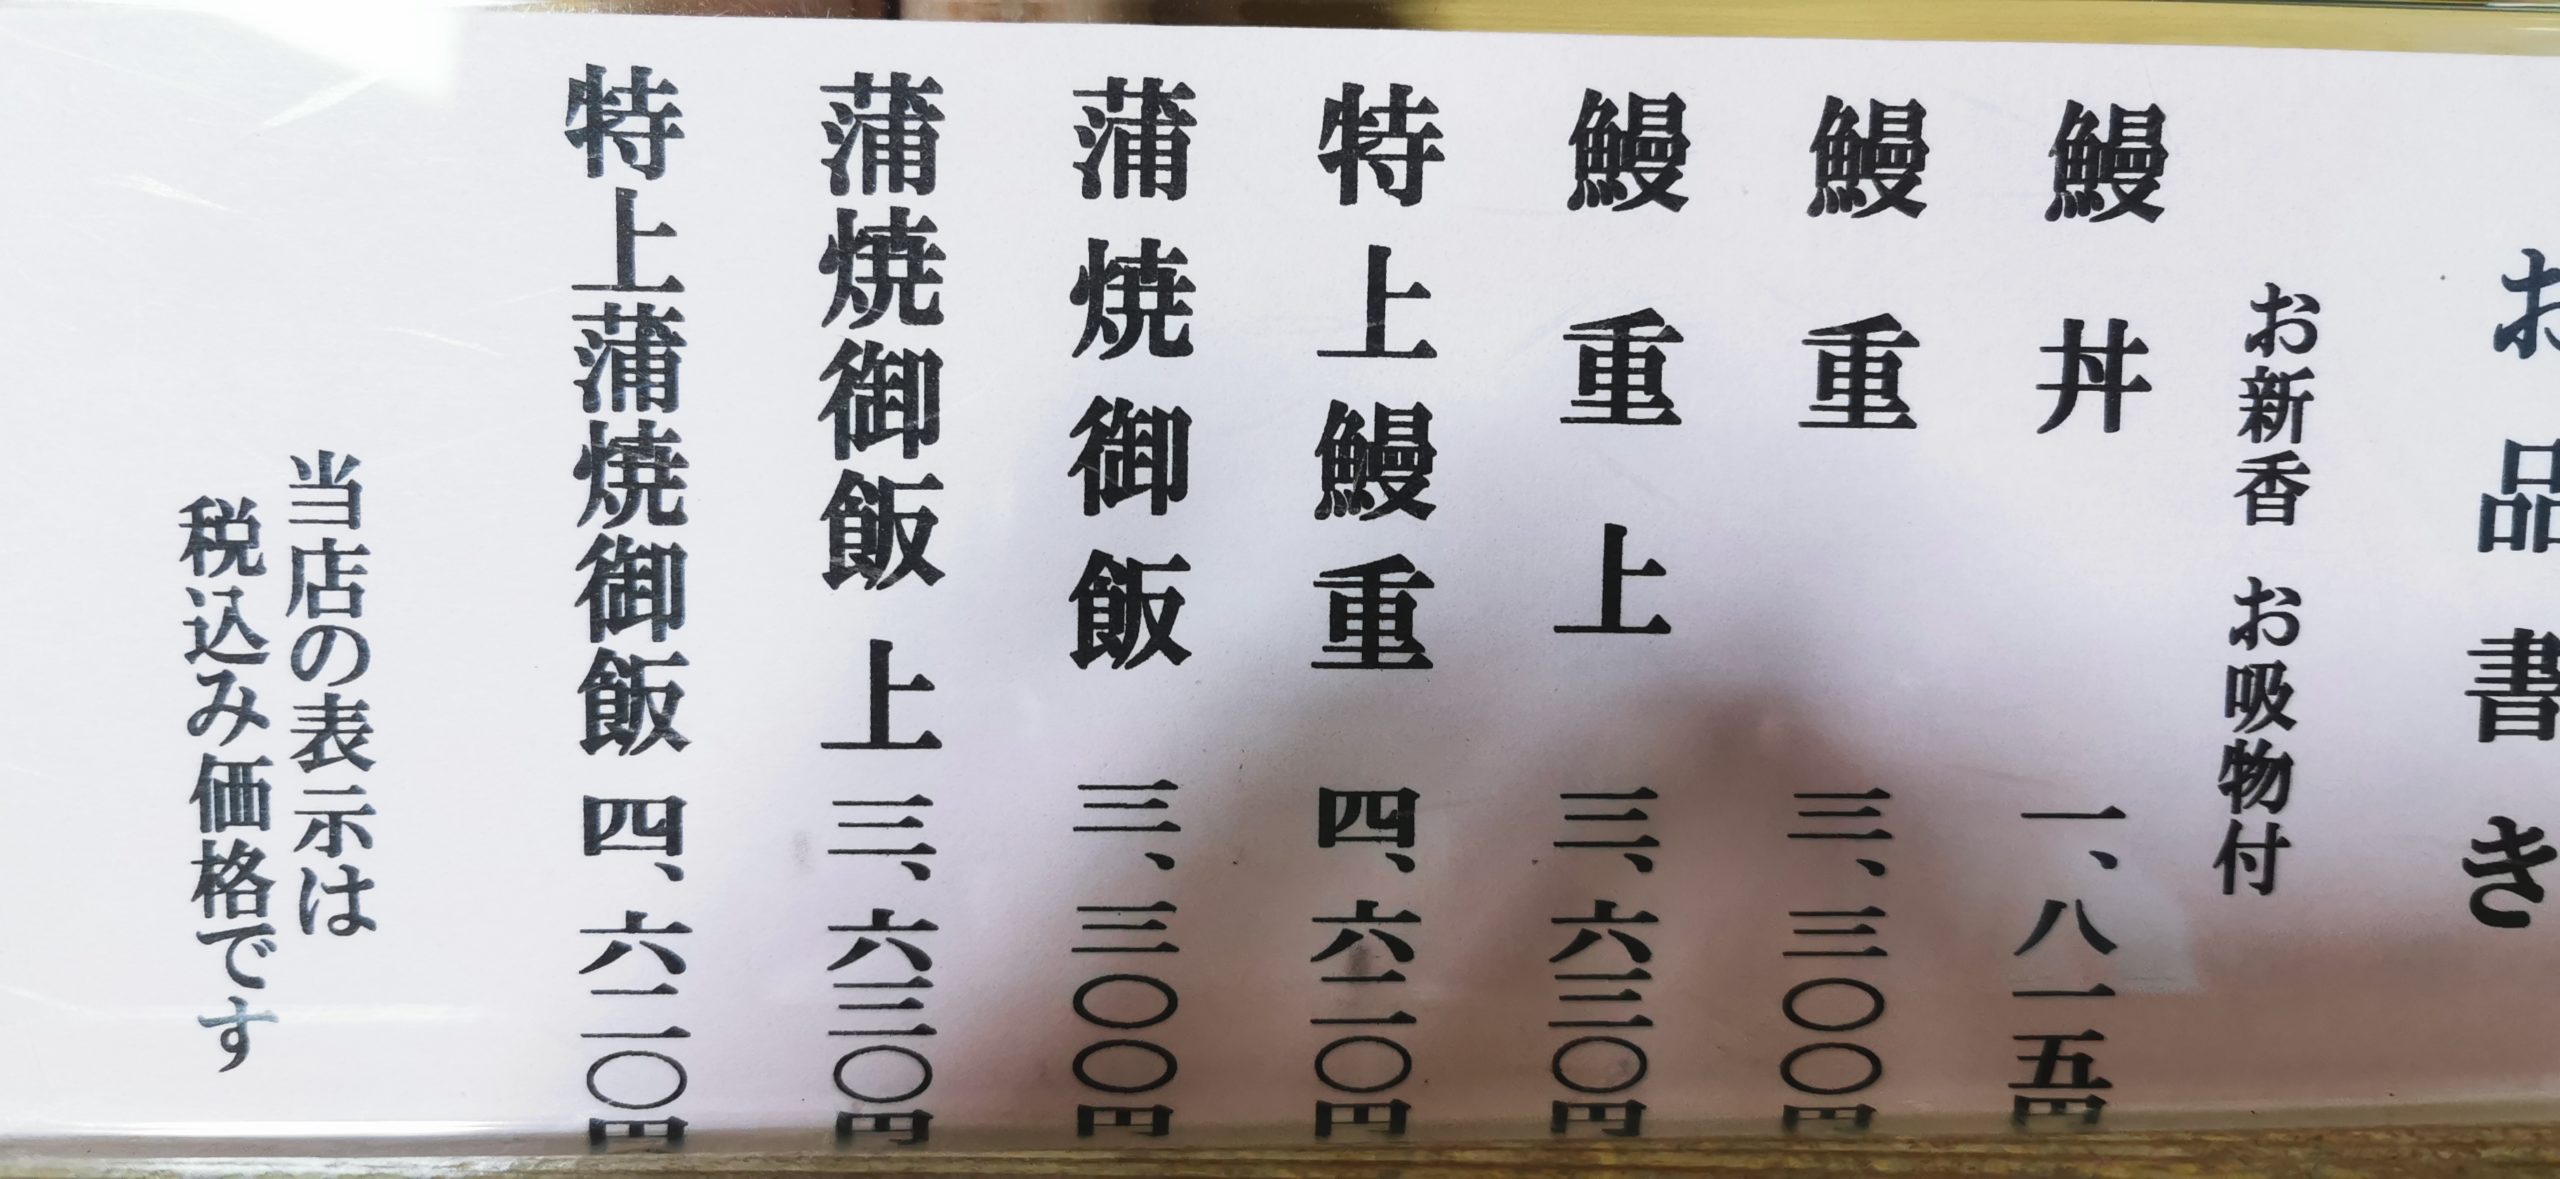 お品書き
お新香 お吸物付
鰻丼 一、八一五円
鰻重 三、三〇〇円
鰻重上 三、六三〇円
特上鰻重 四、六二〇円
蒲焼御飯 三、三〇〇円
蒲焼御飯上 三、六三〇円
特上蒲焼御飯 四、六二〇円
当店の表示は
税込み価格です